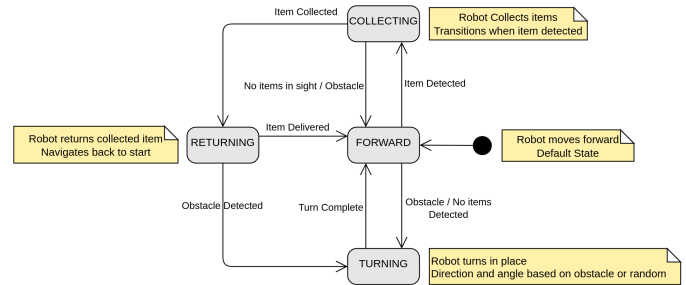 Item Collected
COLLECTING
Robot Collects items
Transitions when item detected
No items in sight / Obstacle
Item Detected
Robot returns collected item
Navigates back to start
RETURNING
Item Delivered
FORWARD
Robot moves forward
Default State
Obstacle Detected
Turn Complete
Obstacle / No items
Detected
TURNING
Robot turns in place
Direction and angle based on obstacle or random